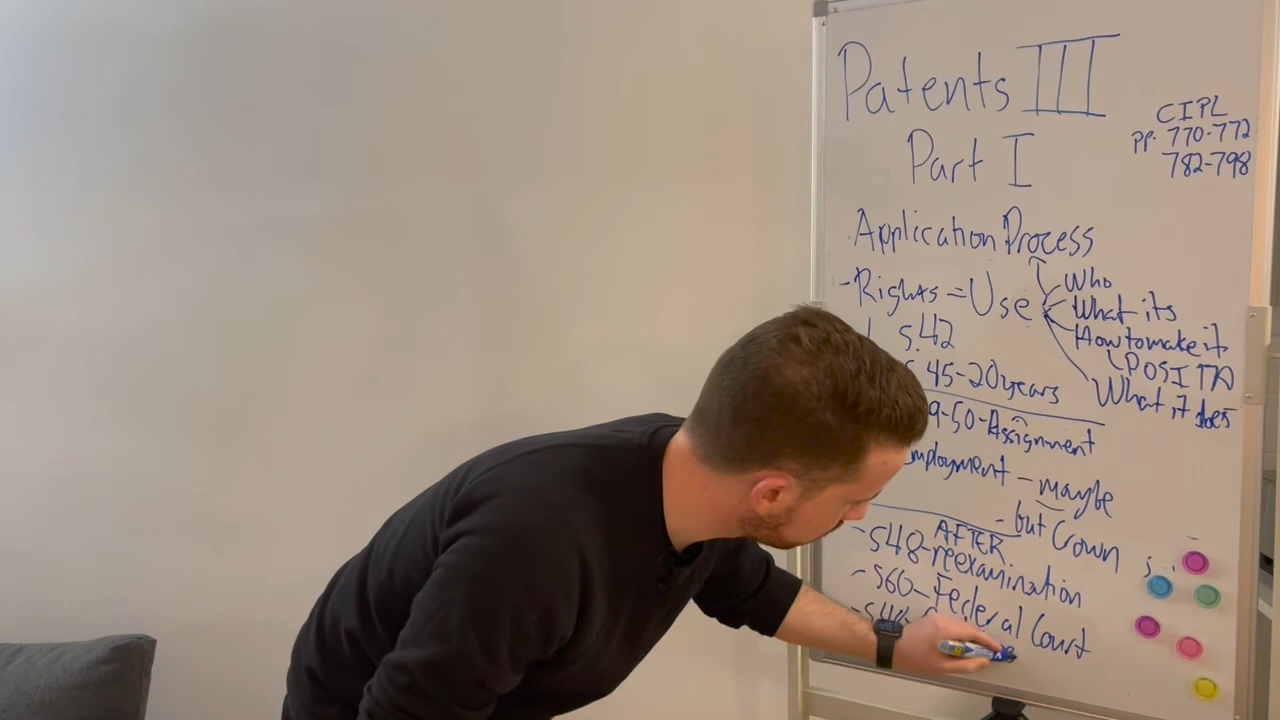 Patents III
Part I
CIPL
pp. 770-772
782-798
Application Process
- Rights = Use
Who
What its
How to make it
POSITA
What it does
s.42
s. 45-20 years
9-50-Assignment
mployment - maybe
- but Crown
AFTER
- s48-reexamination
- s60-Federal Court